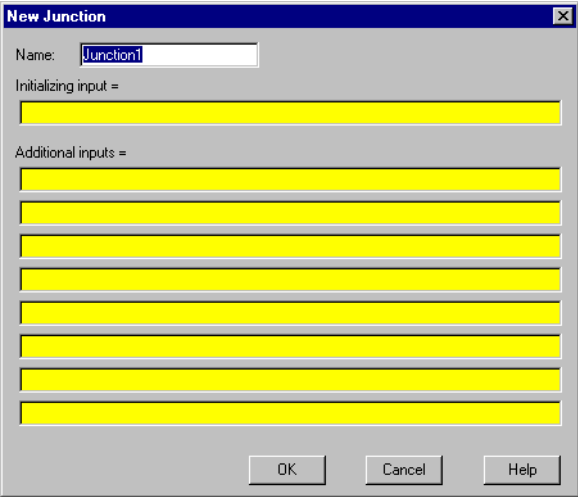 New Junction
Name: Junction1
Initializing input =
Additional inputs =
OK Cancel Help